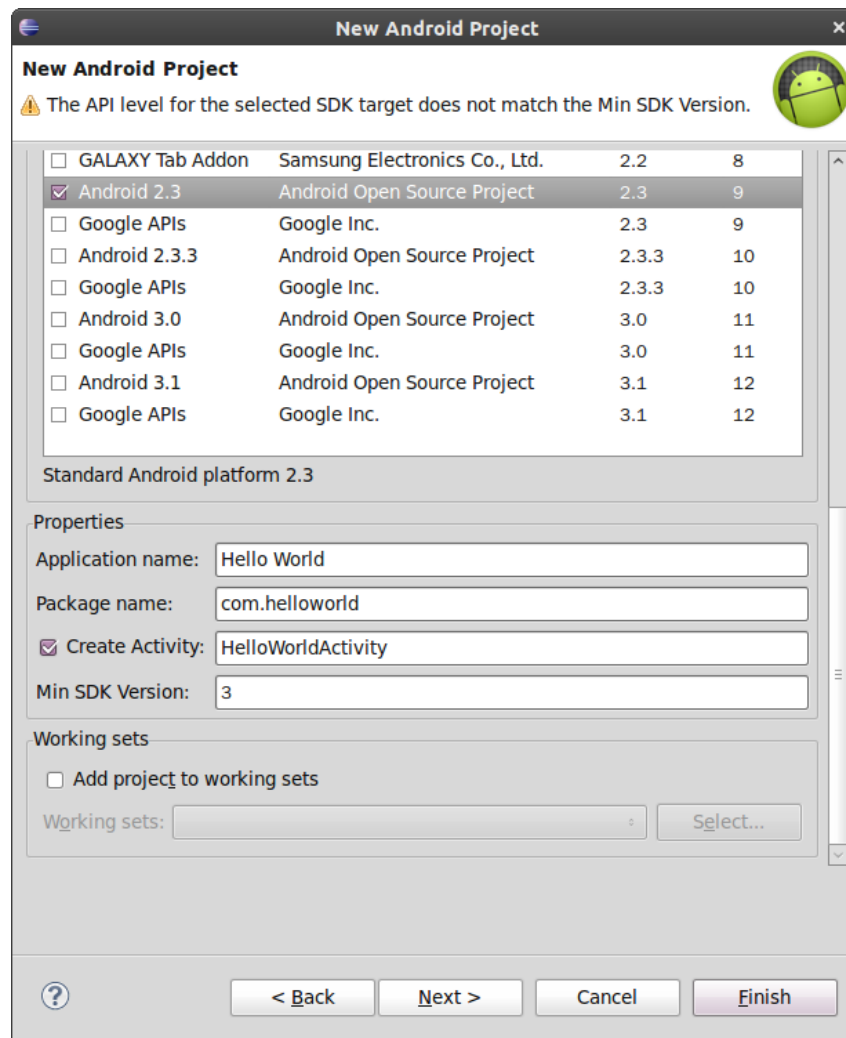 New Android Project
New Android Project
The API level for the selected SDK target does not match the Min SDK Version.
GALAXY Tab Addon Samsung Electronics Co., Ltd. 2.2 8
Android 2.3 Android Open Source Project 2.3 9
Google APIs Google Inc. 2.3 9
Android 2.3.3 Android Open Source Project 2.3.3 10
Google APIs Google Inc. 2.3.3 10
Android 3.0 Android Open Source Project 3.0 11
Google APIs Google Inc. 3.0 11
Android 3.1 Android Open Source Project 3.1 12
Google APIs Google Inc. 3.1 12
Standard Android platform 2.3
Properties
Application name: Hello World
Package name: com.helloworld
Create Activity: HelloWorldActivity
Min SDK Version: 3
Working sets
Add project to working sets
Working sets: Select...
? < Back Next > Cancel Finish